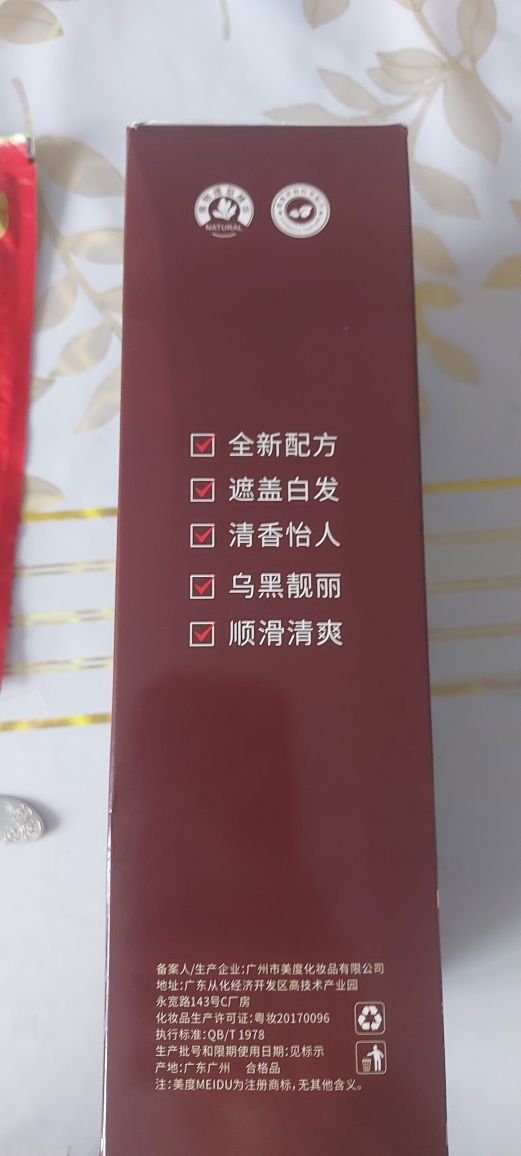 NATURAL
全新配方
遮盖白发
清香怡人
乌黑靓丽
顺滑清爽
备案人/生产企业:广州市美度化妆品有限公司
地址:广东从化经济开发区高技术产业园
永宽路143号C厂房
化妆品生产许可证:粤妆20170096
执行标准:QB/T 1978
生产批号和限期使用日期:见标示
产地:广东广州 合格品
注:美度MEIDU为注册商标,无其他含义。